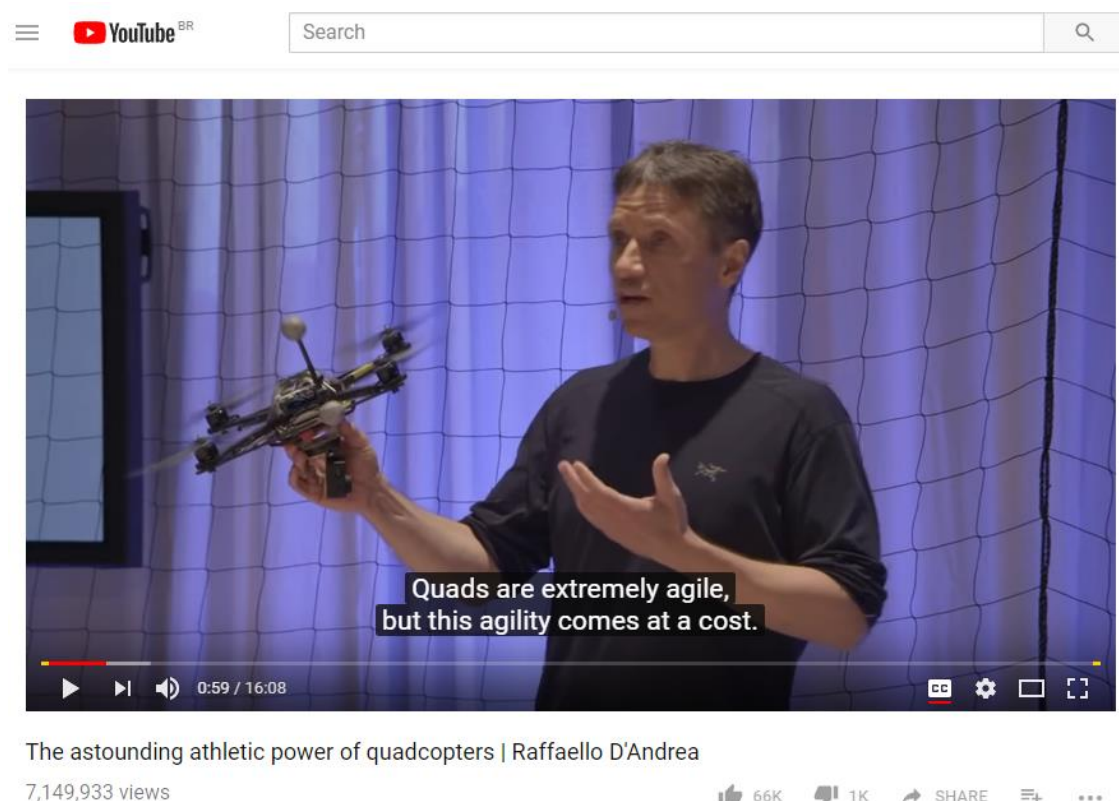 YouTube BR
Search
Quads are extremely agile,
but this agility comes at a cost.
0:59 / 16:08
CC
The astounding athletic power of quadcopters | Raffaello D'Andrea
7,149,933 views
66K 1K SHARE